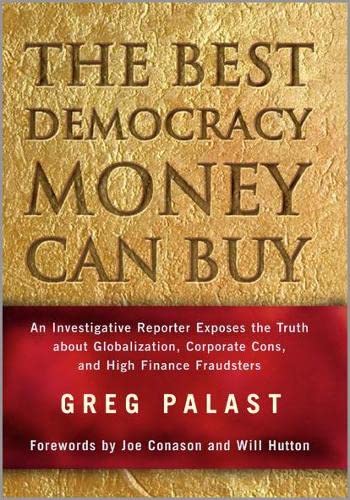 THE BEST
DEMOCRACY
MONEY
CAN BUY
An Investigative Reporter Exposes the Truth
about Globalization, Corporate Cons,
and High Finance Fraudsters
GREG PALAST
Forewords by Joe Conason and Will Hutton